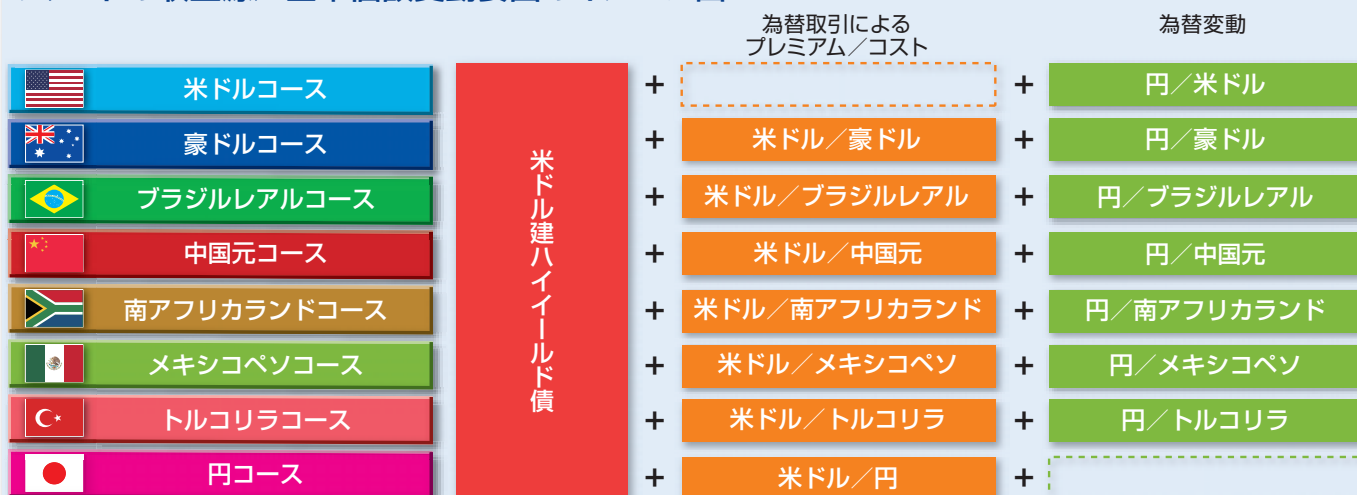 為替取引による
プレミアム／コスト
為替変動
米ドルコース
+
+
円／米ドル
豪ドルコース
+
米ドル／豪ドル
+
円／豪ドル
ブラジルレアルコース
+
米ドル／ブラジルレアル
+
円／ブラジルレアル
中国元コース
+
米ドル／中国元
+
円／中国元
南アフリカランドコース
+
米ドル／南アフリカランド
+
円／南アフリカランド
メキシコペソコース
+
米ドル／メキシコペソ
+
円／メキシコペソ
トルコリラコース
+
米ドル／トルコリラ
+
円／トルコリラ
円コース
+
米ドル／円
+
米ドル建ハイイールド債